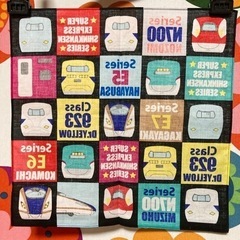 SUPER
EXPRESS
SHINKANSEN
SERIES
Series
N700
NOZOMI
Series
E5
HAYABUSA
SUPER
EXPRESS
SHINKANSEN
SERIES
Class
923
Dr.YELLOW
Series
E7
KAGAYAKI
Series
E6
KOMACHI
SUPER
EXPRESS
SHINKANSEN
SERIES
Class
923
Dr.YELLOW
Series
N700
MIZUHO